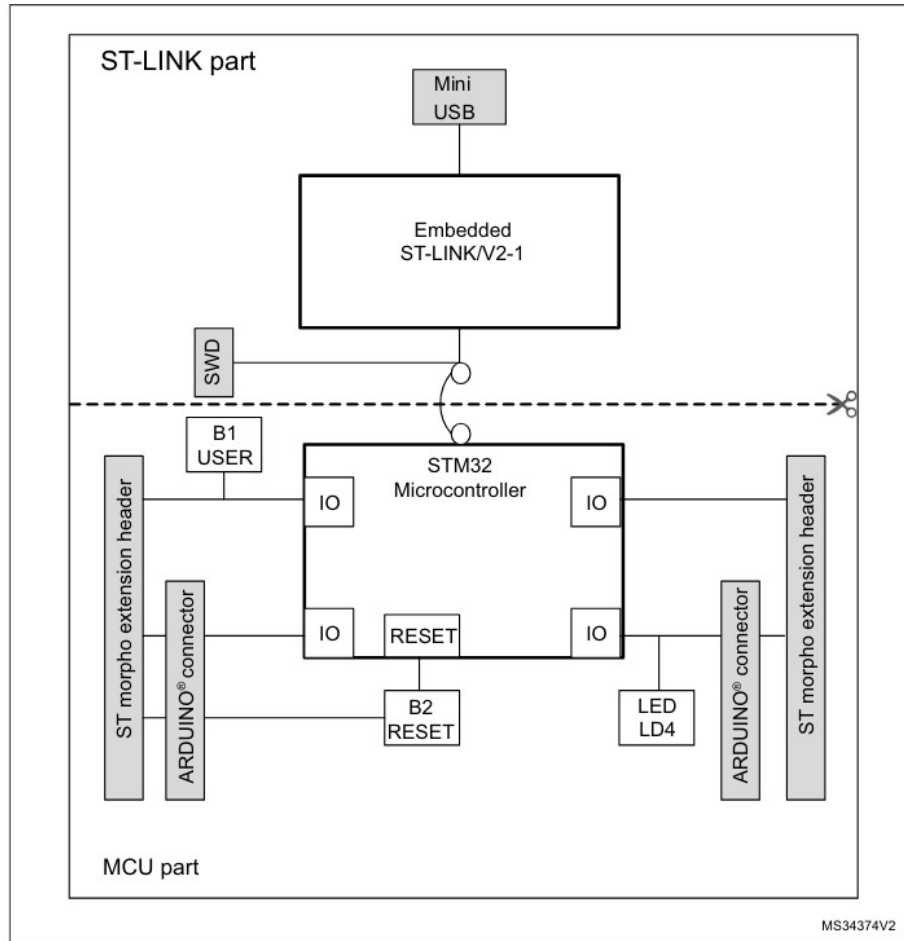 ST-LINK part
Mini
USB
Embedded
ST-LINK/V2-1
SWD
B1
USER
STM32
Microcontroller
IO
IO
ST morpho extension header
ARDUINO® connector
IO
RESET
IO
ARDUINO® connector
ST morpho extension header
B2
RESET
LED
LD4
MCU part
MS34374V2